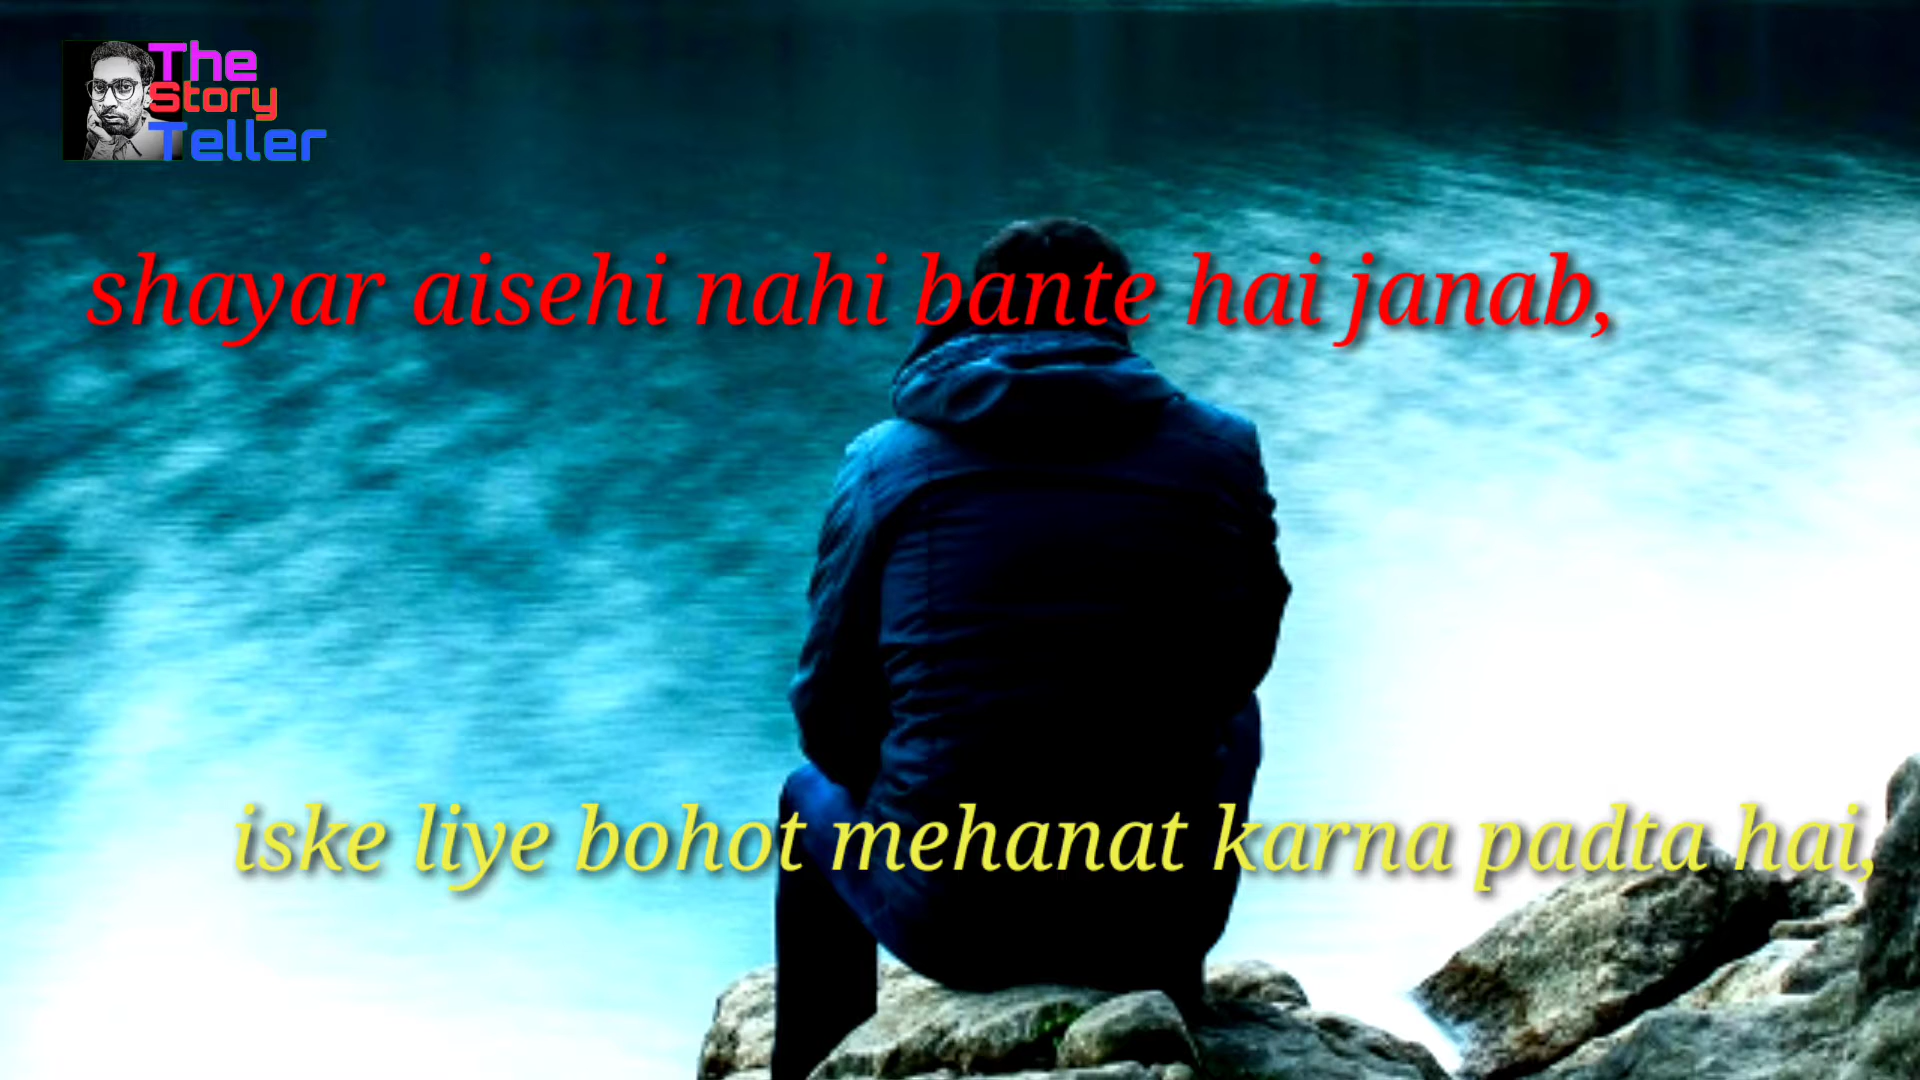 The
Story
Teller
shayar aisehi nahi bante hai janab,
iske liye bohot mehanat karna padta hai,